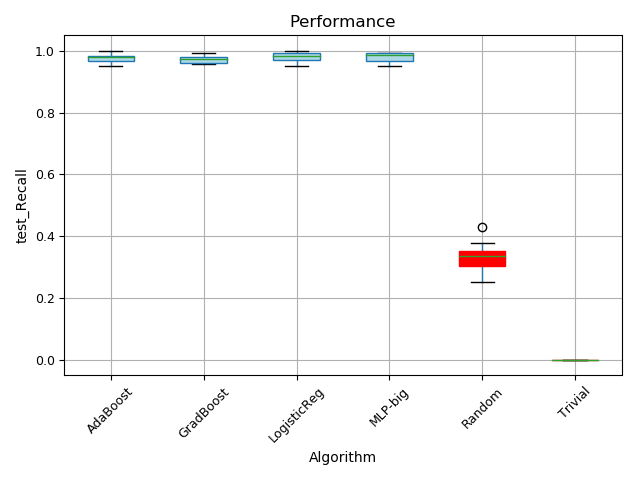 Performance
test_Recall
1.0
0.8
0.6
0.4
0.2
0.0
AdaBoost
GradBoost
LogisticReg
MLP-big
Random
Trivial
Algorithm